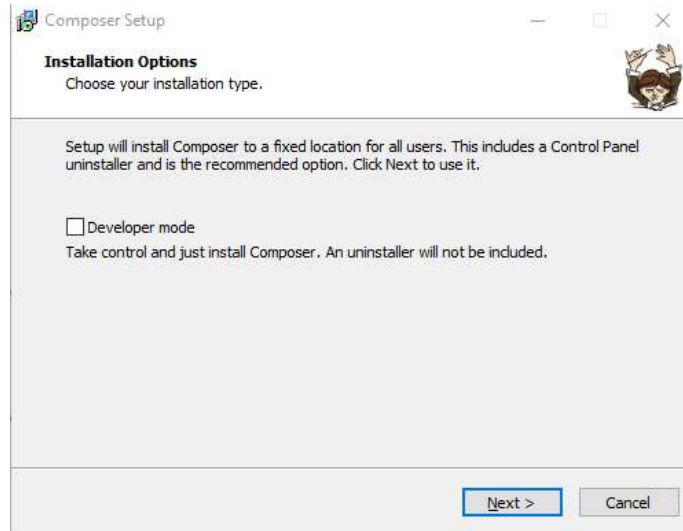 Composer Setup
Installation Options
Choose your installation type.
Setup will install Composer to a fixed location for all users. This includes a Control Panel
uninstaller and is the recommended option. Click Next to use it.
Developer mode
Take control and just install Composer. An uninstaller will not be included.
Next >
Cancel